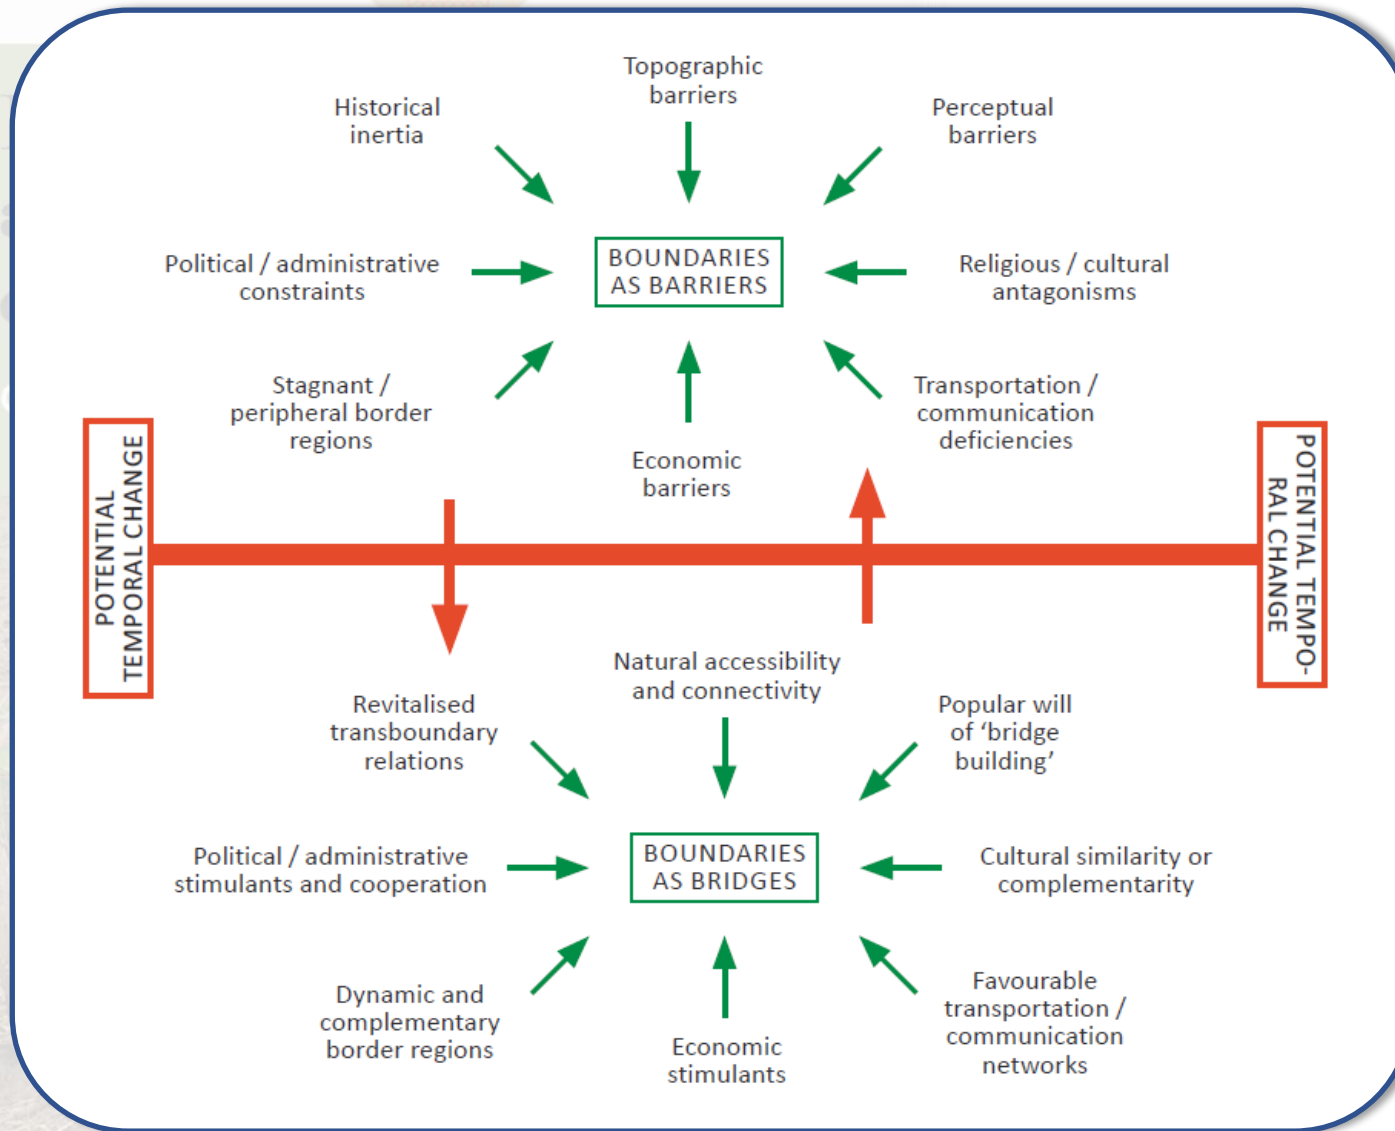 Topographic
barriers
Historical
inertia
Perceptual
barriers
BOUNDARIES
AS BARRIERS
Political / administrative
constraints
Religious / cultural
antagonisms
Stagnant /
peripheral border
regions
Transportation /
communication
deficiencies
Economic
barriers
POTENTIAL
TEMPORAL CHANGE
POTENTIAL TEMPO-
RAL CHANGE
Natural accessibility
and connectivity
Revitalised
transboundary
relations
Popular will
of ‘bridge
building’
BOUNDARIES
AS BRIDGES
Political / administrative
stimulants and cooperation
Cultural similarity or
complementarity
Dynamic and
complementary
border regions
Favourable
transportation /
communication
networks
Economic
stimulants